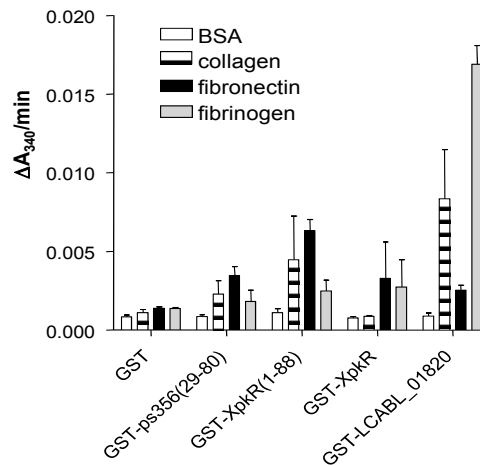 BSA
collagen
fibronectin
fibrinogen
ΔA340/min
0.020
0.015
0.010
0.005
0.000
GST
GST-ps356(29-80)
GST-XpkR(1-88)
GST-XpkR
GST-LCABL_01820